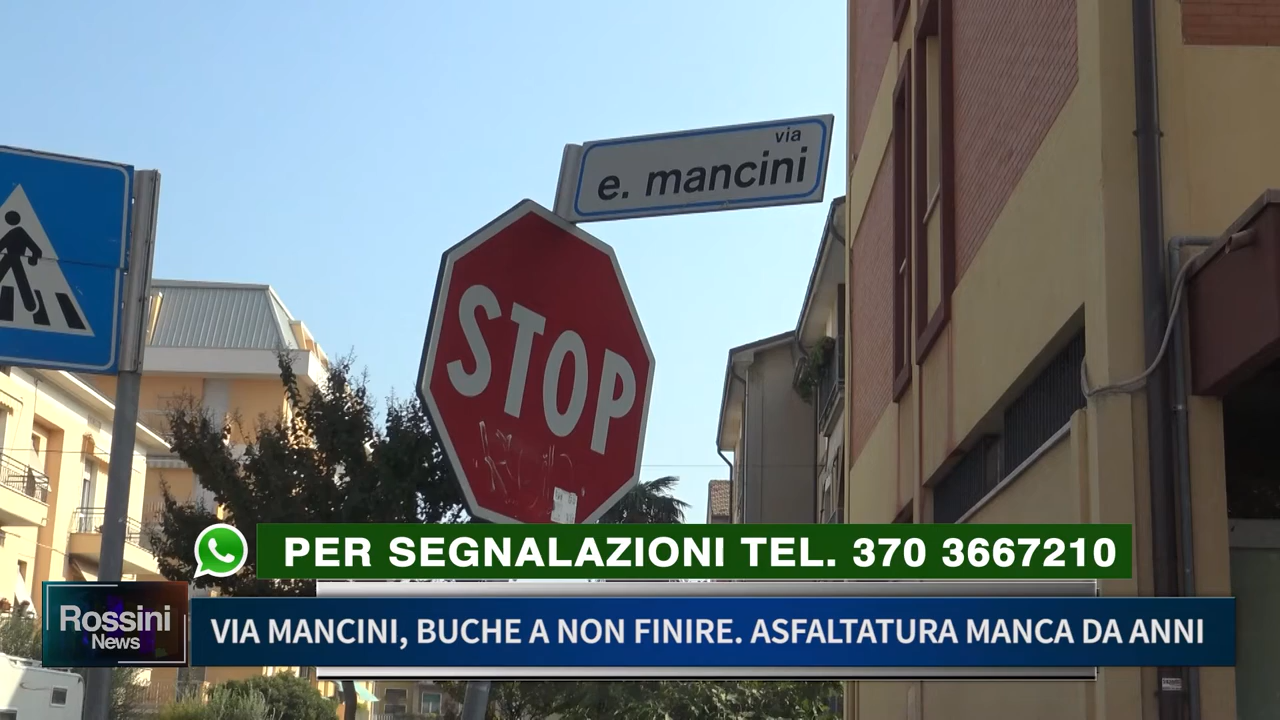 via
e. mancini
STOP
PER SEGNALAZIONI TEL. 370 3667210
Rossini
News
VIA MANCINI, BUCHE A NON FINIRE. ASFALTATURA MANCA DA ANNI